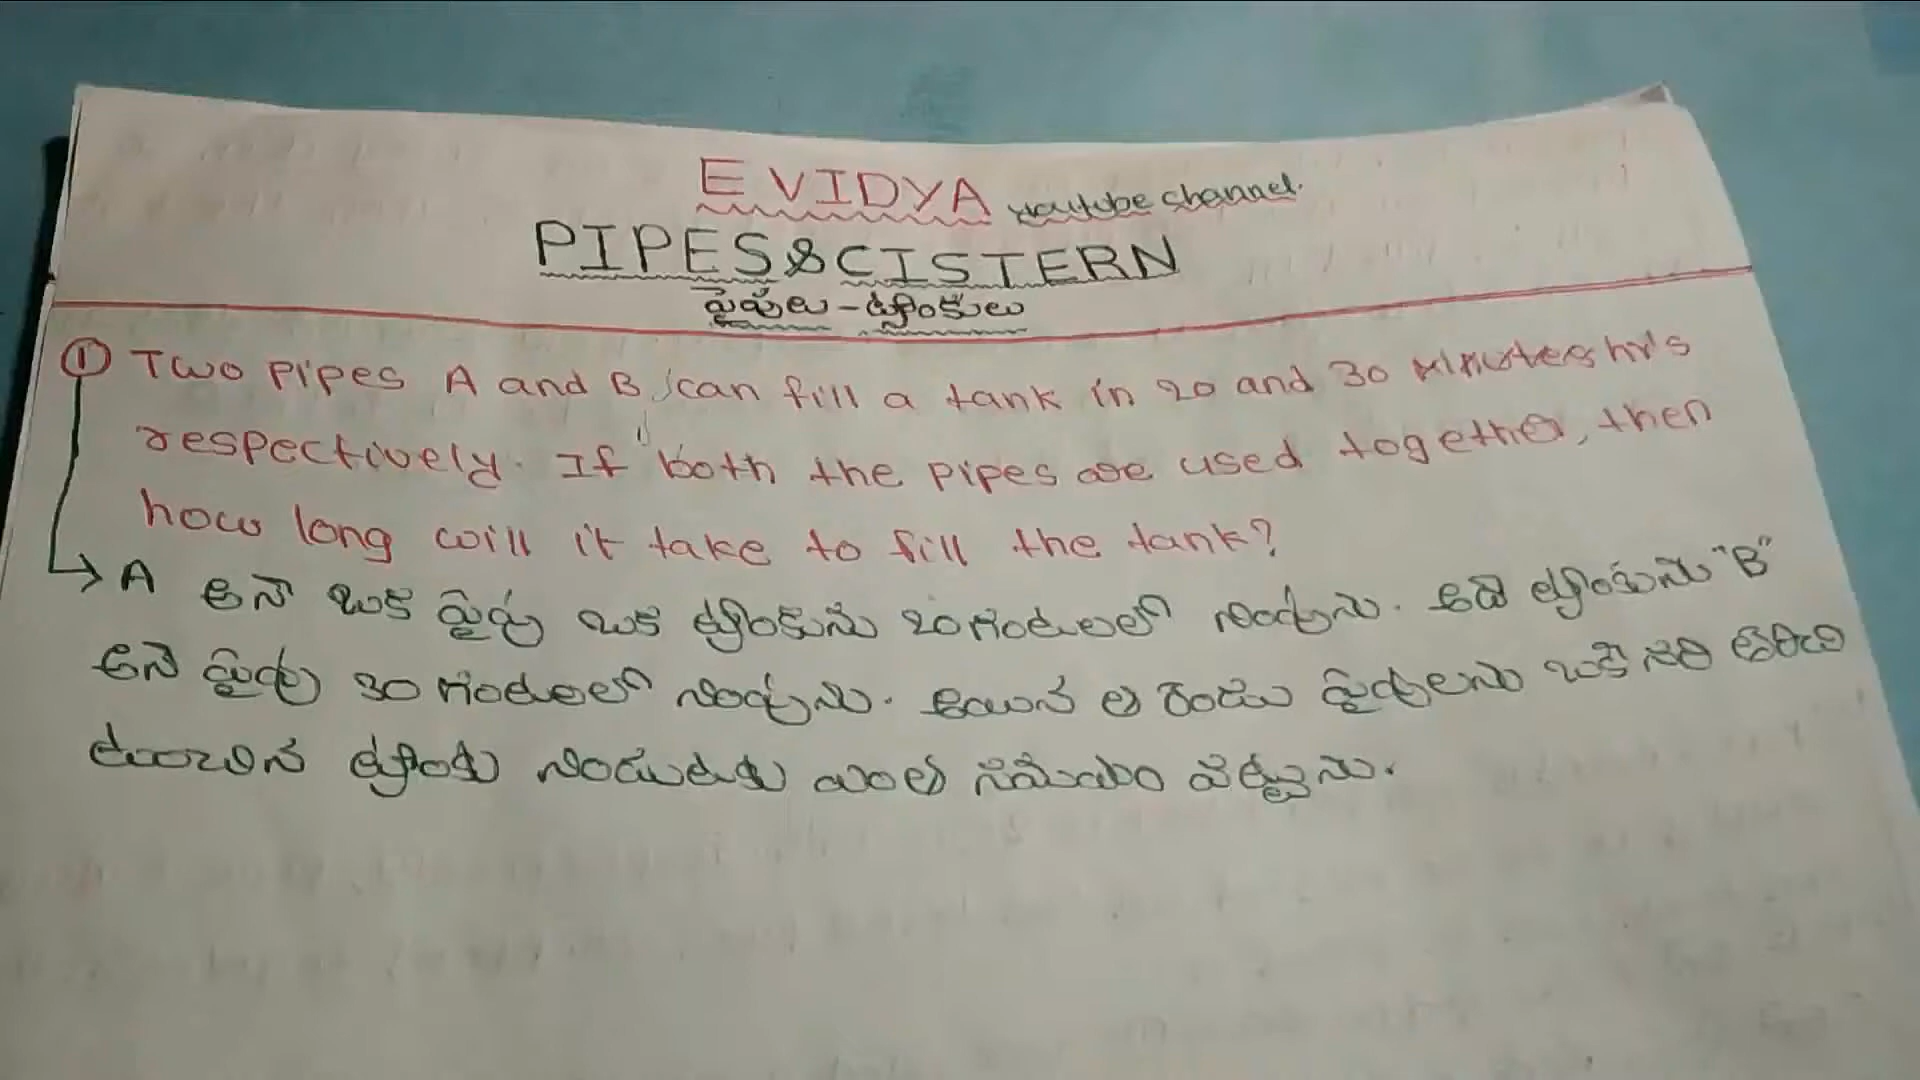 E VIDYA youtube channel.
PIPES & CISTERN
పైపులు - ట్యాంకులు
① Two pipes A and B can fill a tank in 20 and 30 minutes hr's
respectively. If both the pipes are used together, then
how long will it take to fill the tank?
→ A అనే ఒక పైపు ఒక ట్యాంకును 20 గంటలలో నింపును. అదే ట్యాంకును "B"
అనే పైపు 30 గంటలలో నింపును. అయిన ఆ రెండు పైపులను ఒకే సారి
ట్యాంకు నిండుటకు ఎంత సమయం పట్టును.